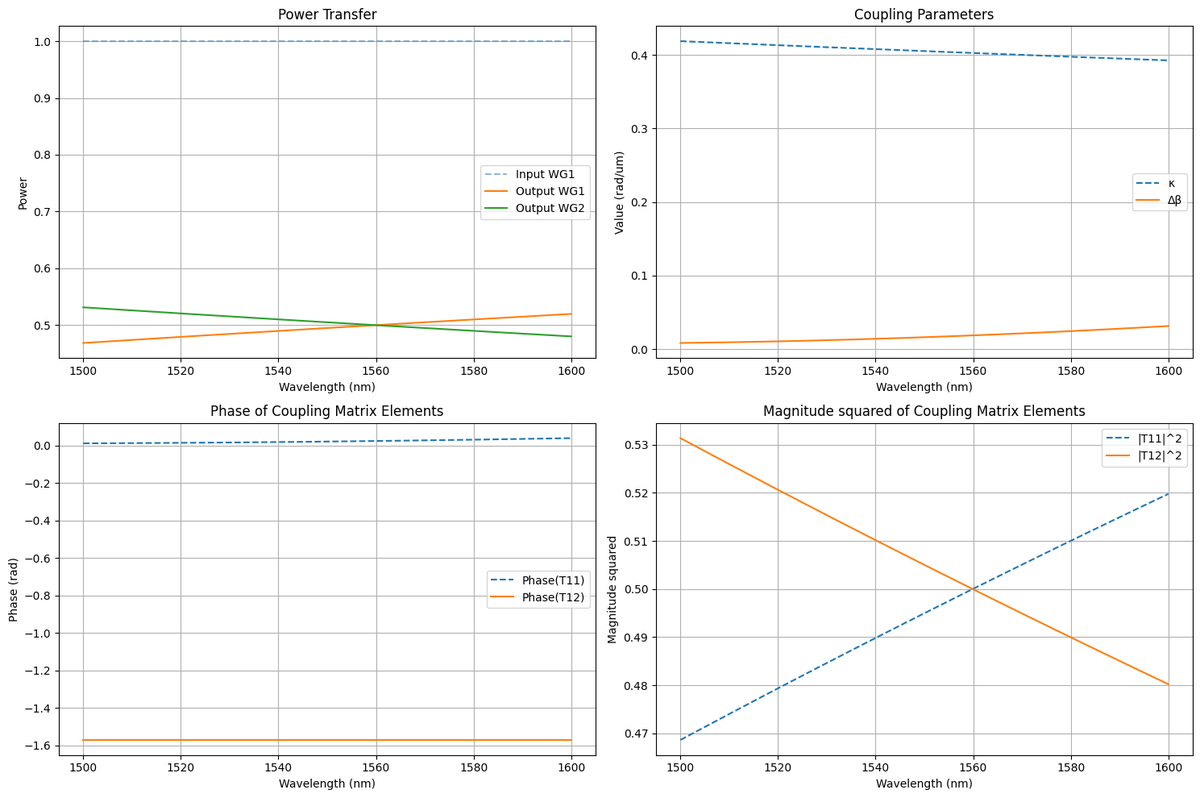 Power Transfer
1.0
0.9
0.8
0.7
0.6
0.5
Power
1500 1520 1540 1560 1580 1600
Wavelength (nm)
Input WG1
Output WG1
Output WG2
Coupling Parameters
0.4
0.3
0.2
0.1
0.0
Value (rad/um)
1500 1520 1540 1560 1580 1600
Wavelength (nm)
κ
Δβ
Phase of Coupling Matrix Elements
0.0
−0.2
−0.4
−0.6
−0.8
−1.0
−1.2
−1.4
−1.6
Phase (rad)
1500 1520 1540 1560 1580 1600
Wavelength (nm)
Phase(T11)
Phase(T12)
Magnitude squared of Coupling Matrix Elements
0.53
0.52
0.51
0.50
0.49
0.48
0.47
Magnitude squared
1500 1520 1540 1560 1580 1600
Wavelength (nm)
|T11|^2
|T12|^2